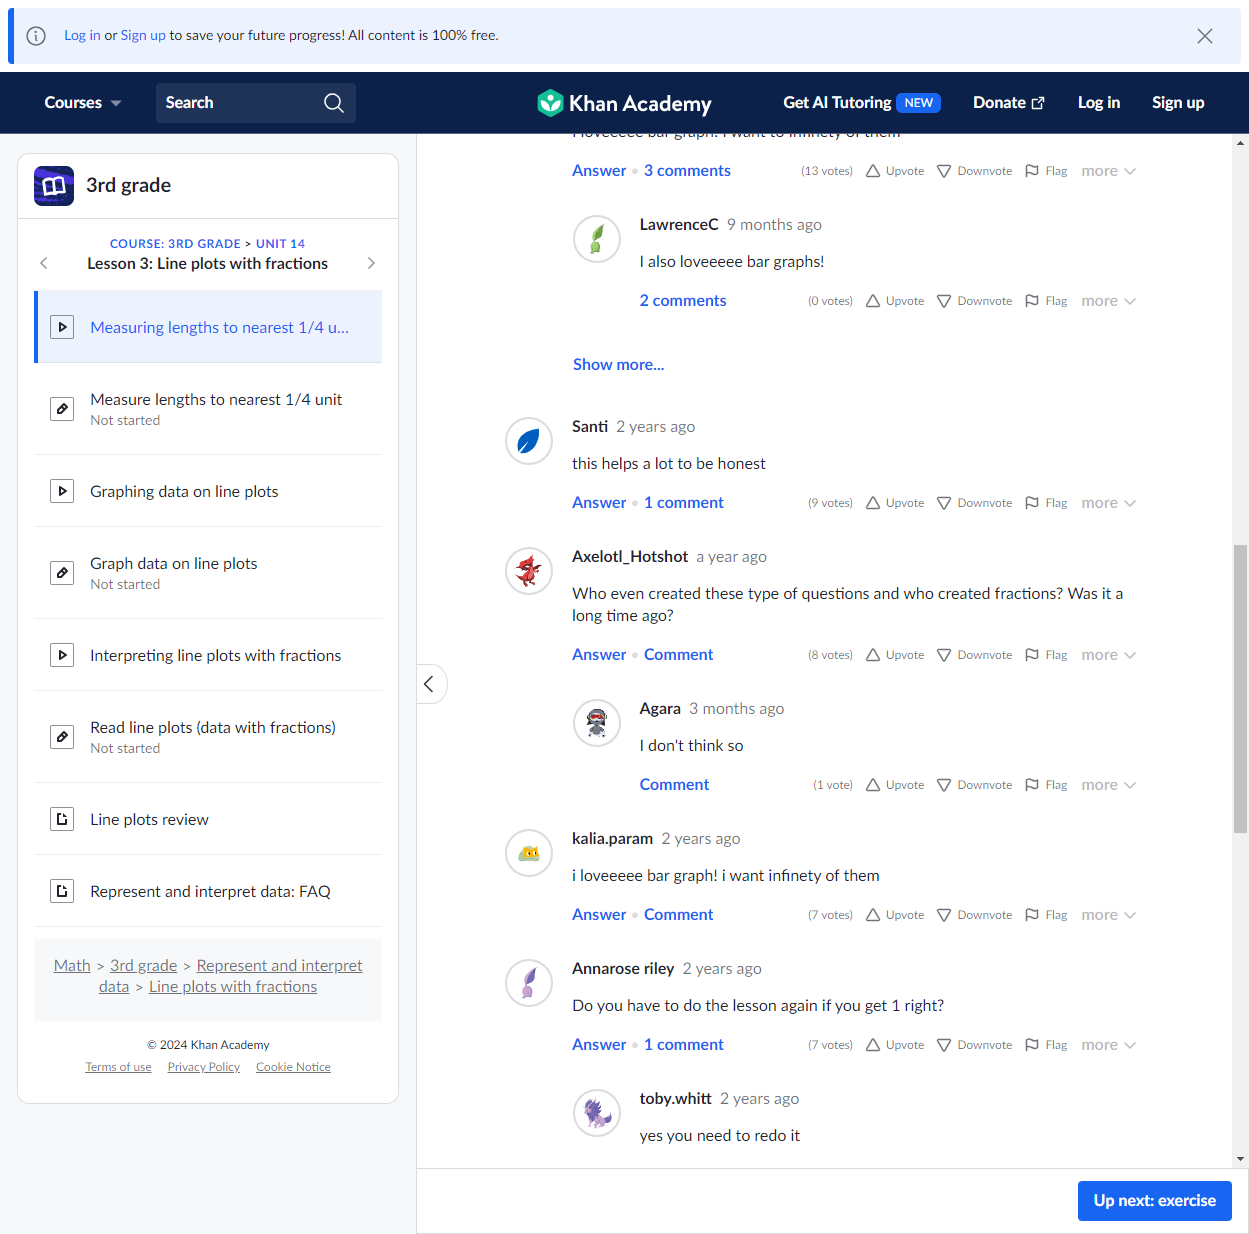 Log in or Sign up to save your future progress! All content is 100% free.
Courses
Search
Khan Academy
Get AI Tutoring NEW
Donate
Log in
Sign up
3rd grade
COURSE: 3RD GRADE > UNIT 14
Lesson 3: Line plots with fractions
Measuring lengths to nearest 1/4 u...
Measure lengths to nearest 1/4 unit
Not started
Graphing data on line plots
Graph data on line plots
Not started
Interpreting line plots with fractions
Read line plots (data with fractions)
Not started
Line plots review
Represent and interpret data: FAQ
Math > 3rd grade > Represent and interpret
data > Line plots with fractions
© 2024 Khan Academy
Terms of use Privacy Policy Cookie Notice
i loveeeee bar graph! i want to infinety of them
Answer • 3 comments (13 votes) Upvote Downvote Flag more
LawrenceC 9 months ago
I also loveeeee bar graphs!
2 comments (0 votes) Upvote Downvote Flag more
Show more...
Santi 2 years ago
this helps a lot to be honest
Answer • 1 comment (9 votes) Upvote Downvote Flag more
Axelotl_Hotshot a year ago
Who even created these type of questions and who created fractions? Was it a
long time ago?
Answer • Comment (8 votes) Upvote Downvote Flag more
Agara 3 months ago
I don't think so
Comment (1 vote) Upvote Downvote Flag more
kalia.param 2 years ago
i loveeeee bar graph! i want infinety of them
Answer • Comment (7 votes) Upvote Downvote Flag more
Annarose riley 2 years ago
Do you have to do the lesson again if you get 1 right?
Answer • 1 comment (7 votes) Upvote Downvote Flag more
toby.whitt 2 years ago
yes you need to redo it
Up next: exercise